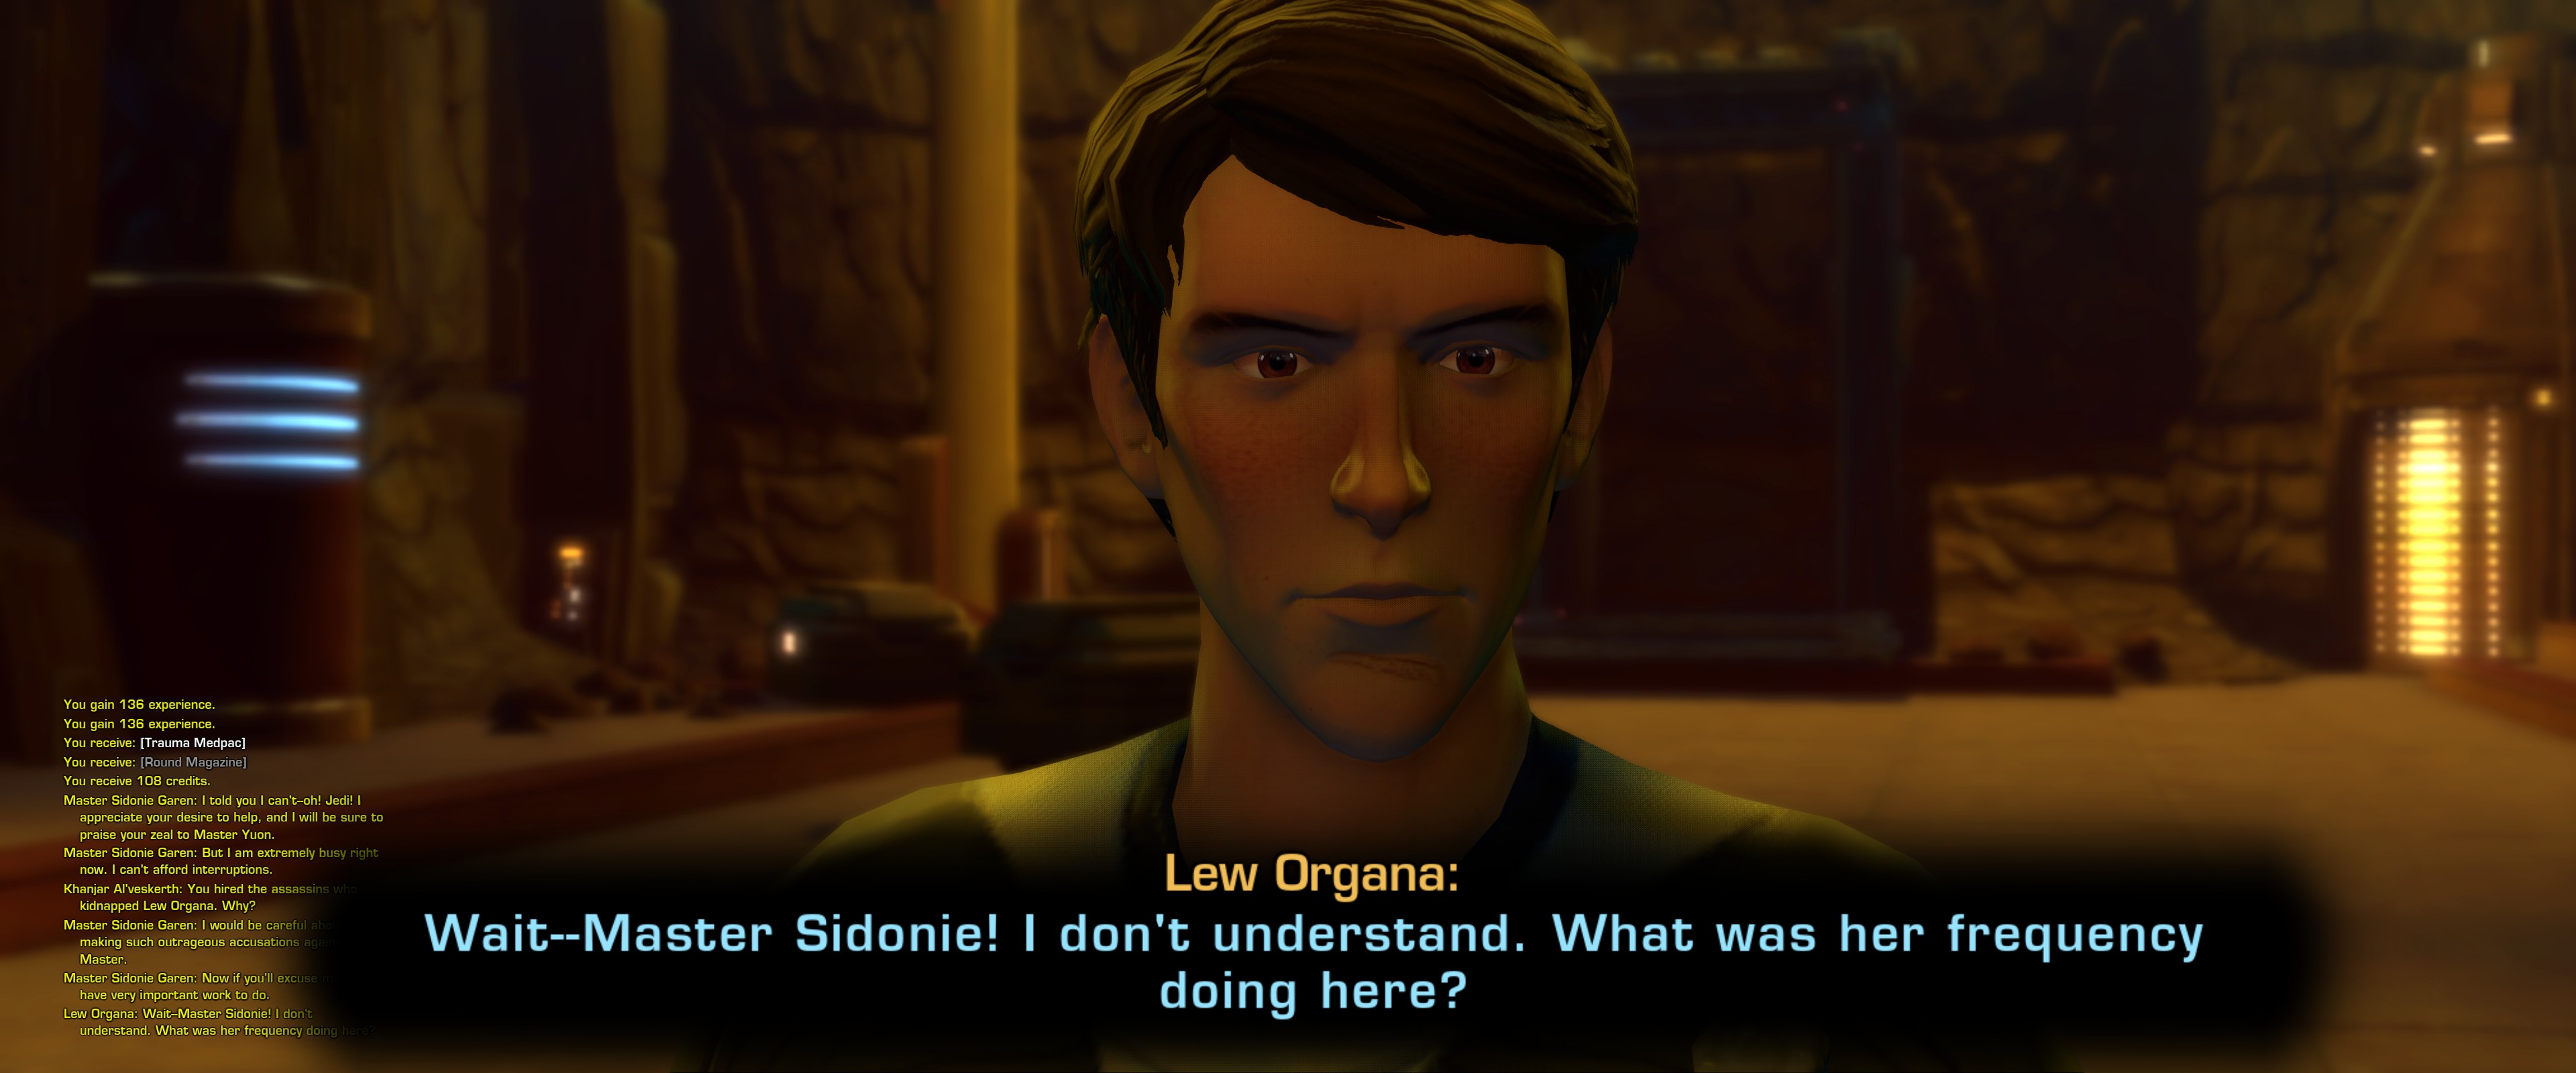 You gain 136 experience.
You gain 136 experience.
You receive: [Trauma Medpac]
You receive: [Round Magazine]
You receive 108 credits.
Master Sidonie Garen: I told you I can't--oh! Jedi! I
appreciate your desire to help, and I will be sure to
praise your zeal to Master Yuon.
Master Sidonie Garen: But I am extremely busy right
now. I can't afford interruptions.
Khanjar Al'veskerth: You hired the assassins who
kidnapped Lew Organa. Why?
Master Sidonie Garen: I would be careful
making such outrageous accusations
Master.
Master Sidonie Garen: Now if you'll excuse
have very important work to do.
Lew Organa: Wait--Master Sidonie! I don't
understand. What was her frequency doing here?
Lew Organa:
Wait--Master Sidonie! I don't understand. What was her frequency
doing here?